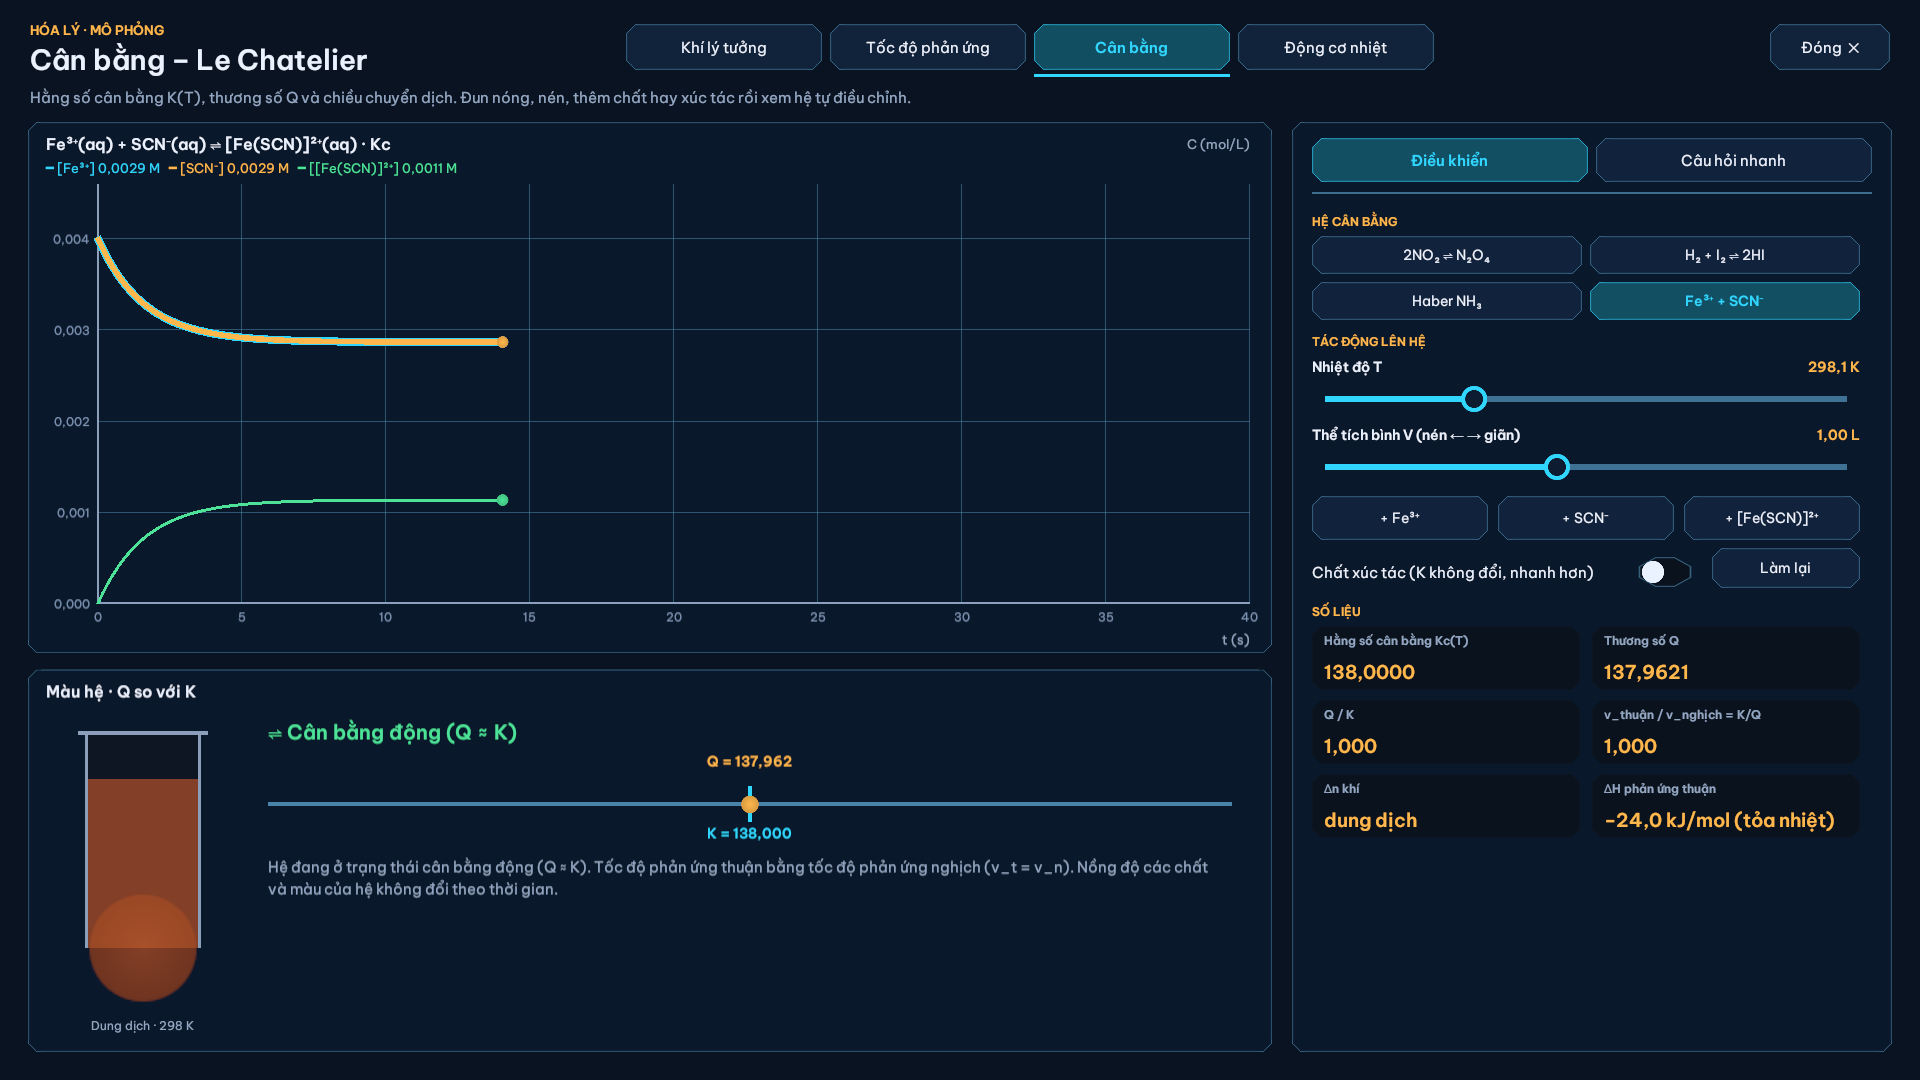 HÓA LÝ · MÔ PHỎNG
Cân bằng – Le Chatelier
Khí lý tưởng
Tốc độ phản ứng
Cân bằng
Động cơ nhiệt
Đóng ✕
Hằng số cân bằng K(T), thương số Q và chiều chuyển dịch. Đun nóng, nén, thêm chất hay xúc tác rồi xem hệ tự điều chỉnh.
Fe³⁺(aq) + SCN⁻(aq) ⇌ [Fe(SCN)]²⁺(aq) · Kc
C (mol/L)
[Fe³⁺] 0,0029 M [SCN⁻] 0,0029 M [[Fe(SCN)]²⁺] 0,0011 M
0,004
0,003
0,002
0,001
0,000
0 5 10 15 20 25 30 35 40
t (s)
Màu hệ · Q so với K
⇌ Cân bằng động (Q ≈ K)
Q = 137,962
K = 138,000
Hệ đang ở trạng thái cân bằng động (Q ≈ K). Tốc độ phản ứng thuận bằng tốc độ phản ứng nghịch (v_t = v_n). Nồng độ các chất
và màu của hệ không đổi theo thời gian.
Dung dịch · 298 K
Điều khiển
Câu hỏi nhanh
HỆ CÂN BẰNG
2NO₂ ⇌ N₂O₄
H₂ + I₂ ⇌ 2HI
Haber NH₃
Fe³⁺ + SCN⁻
TÁC ĐỘNG LÊN HỆ
Nhiệt độ T 298,1 K
Thể tích bình V (nén ←→ giãn) 1,00 L
+ Fe³⁺
+ SCN⁻
+ [Fe(SCN)]²⁺
Chất xúc tác (K không đổi, nhanh hơn)
Làm lại
SỐ LIỆU
Hằng số cân bằng Kc(T)
138,0000
Thương số Q
137,9621
Q / K
1,000
v_thuận / v_nghịch = K/Q
1,000
Δn khí
dung dịch
ΔH phản ứng thuận
−24,0 kJ/mol (tỏa nhiệt)